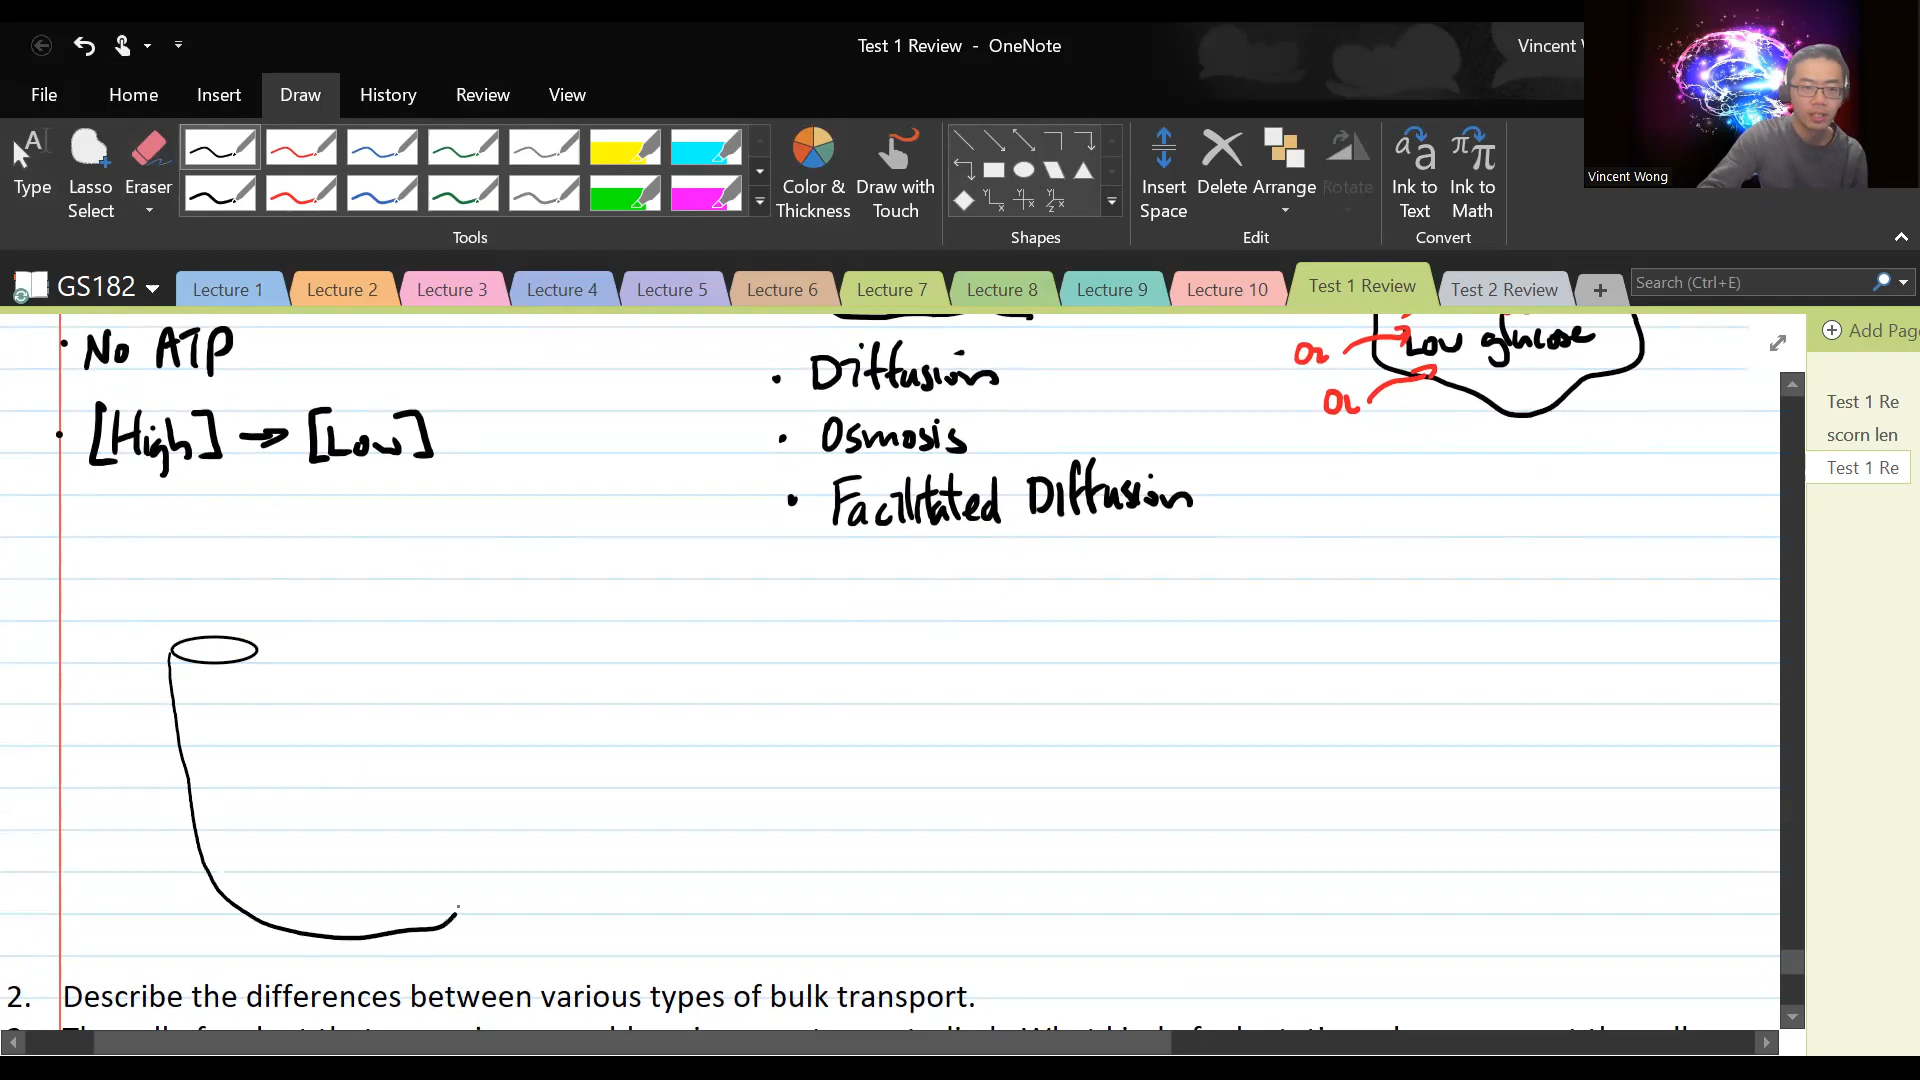 Test 1 Review - OneNote
Vincent W
Vincent Wong
File Home Insert Draw History Review View
Type
Lasso Select
Eraser
Tools
Color & Thickness
Draw with Touch
Shapes
Insert Space
Delete
Arrange
Rotate
Edit
Ink to Text
Ink to Math
Convert
GS182
Lecture 1 Lecture 2 Lecture 3 Lecture 4 Lecture 5 Lecture 6 Lecture 7 Lecture 8 Lecture 9 Lecture 10 Test 1 Review Test 2 Review
Search (Ctrl+E)
Add Page
Test 1 Re
scorn len
Test 1 Re
• No ATP
• [High] → [Low]
• Diffusion
• Osmosis
• Facilitated Diffusion
Low glucose
O2
O2
2. Describe the differences between various types of bulk transport.